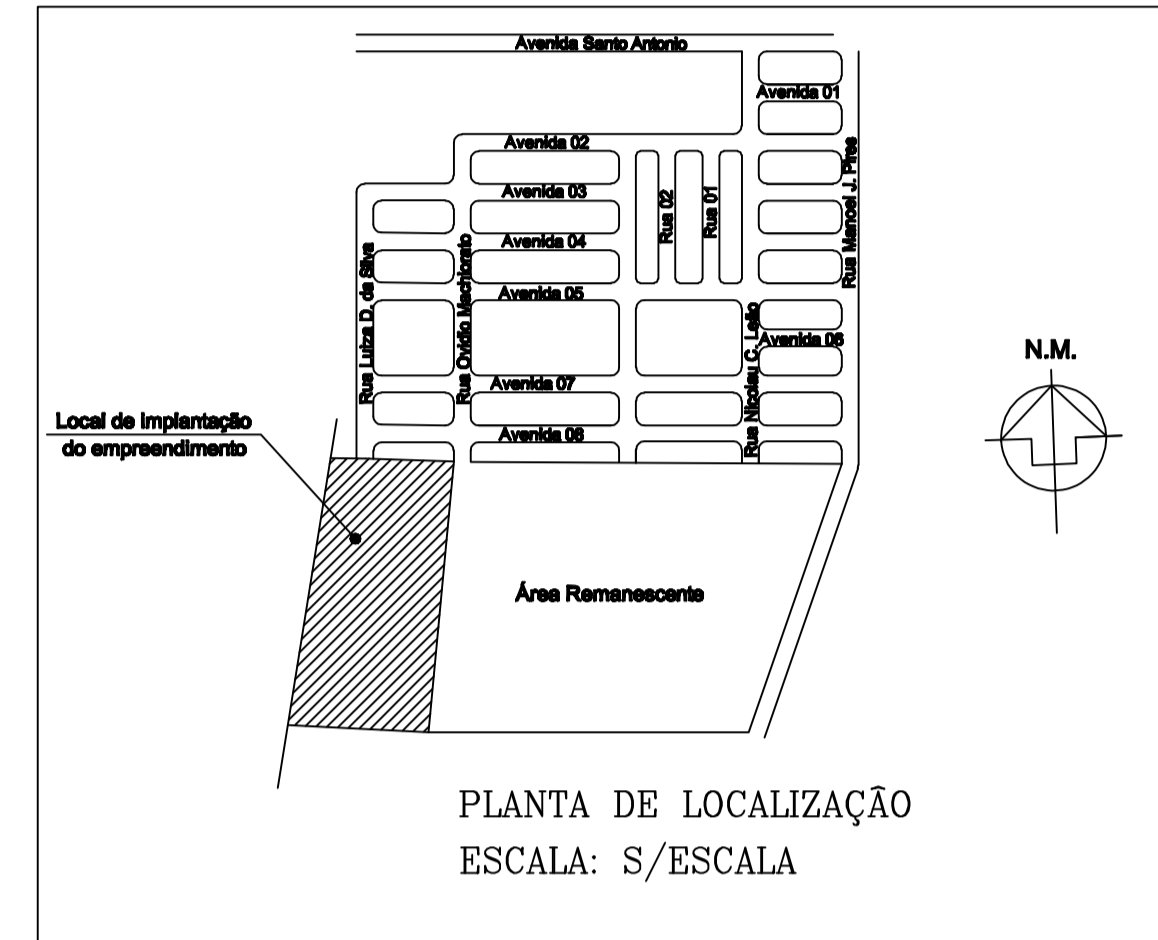 Avenida Santo Antonio
Avenida 01
Rua Manoel J. Pires
Avenida 02
Avenida 03
Rua 02
Rua 01
Avenida 04
Rua Luiza D. da Silva
Rua Ovidio Machiorato
Avenida 05
Rua Nicolau C. Leão
Avenida 06
Avenida 07
Avenida 08
N.M.
Local de implantação
do empreendimento
Área Remanescente
PLANTA DE LOCALIZAÇÃO
ESCALA: S/ESCALA